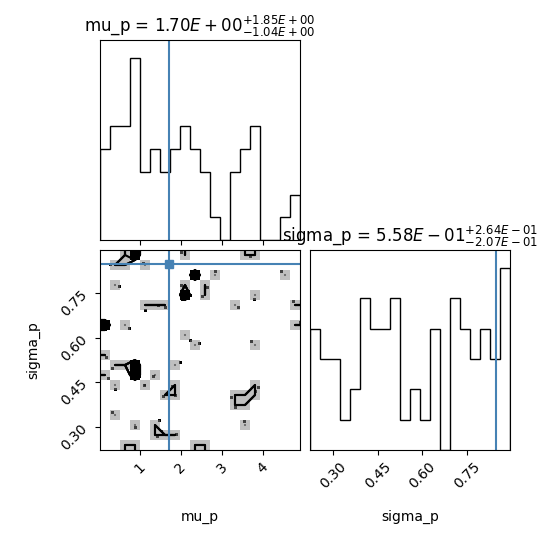 mu_p = 1.70E + 00 +1.85E + 00 −1.04E + 00
sigma_p = 5.58E − 01 +2.64E − 01 −2.07E − 01
sigma_p
0.75
0.60
0.45
0.30
1 2 3 4
mu_p
0.30 0.45 0.60 0.75
sigma_p